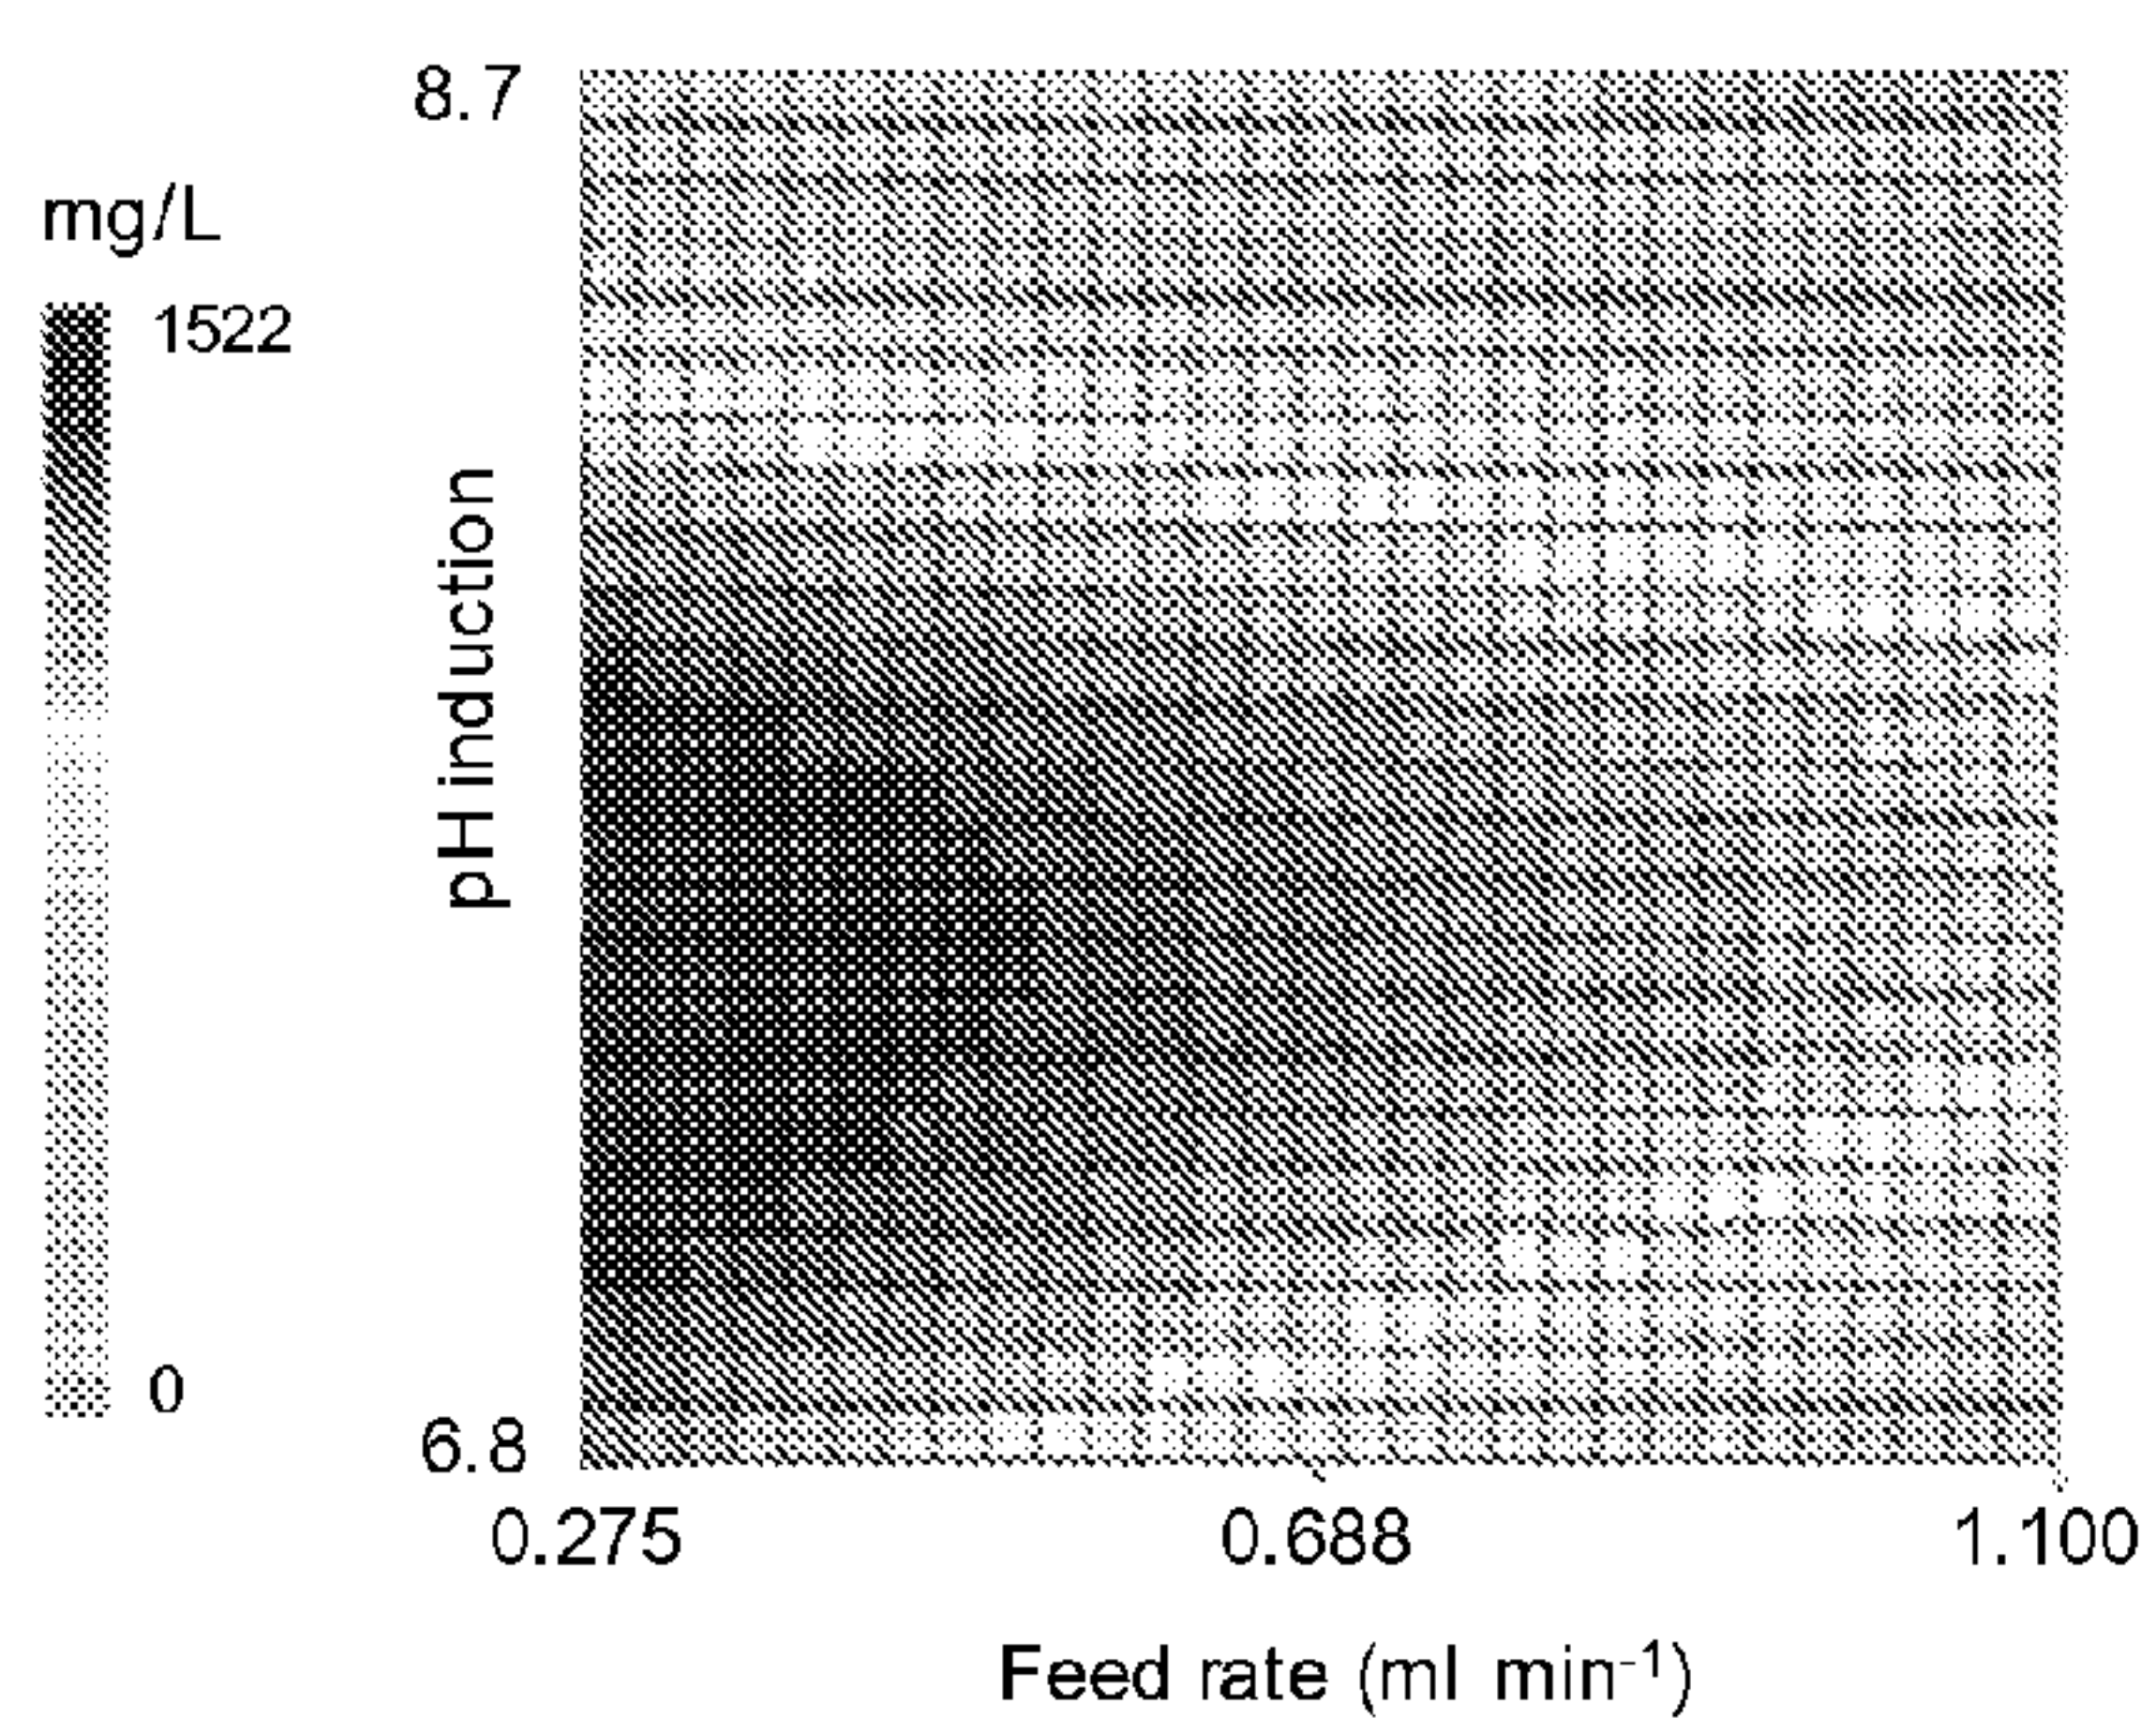 8.7
mg/L
1522
pH induction
0
6.8
0.275 0.688 1.100
Feed rate (ml min-1)